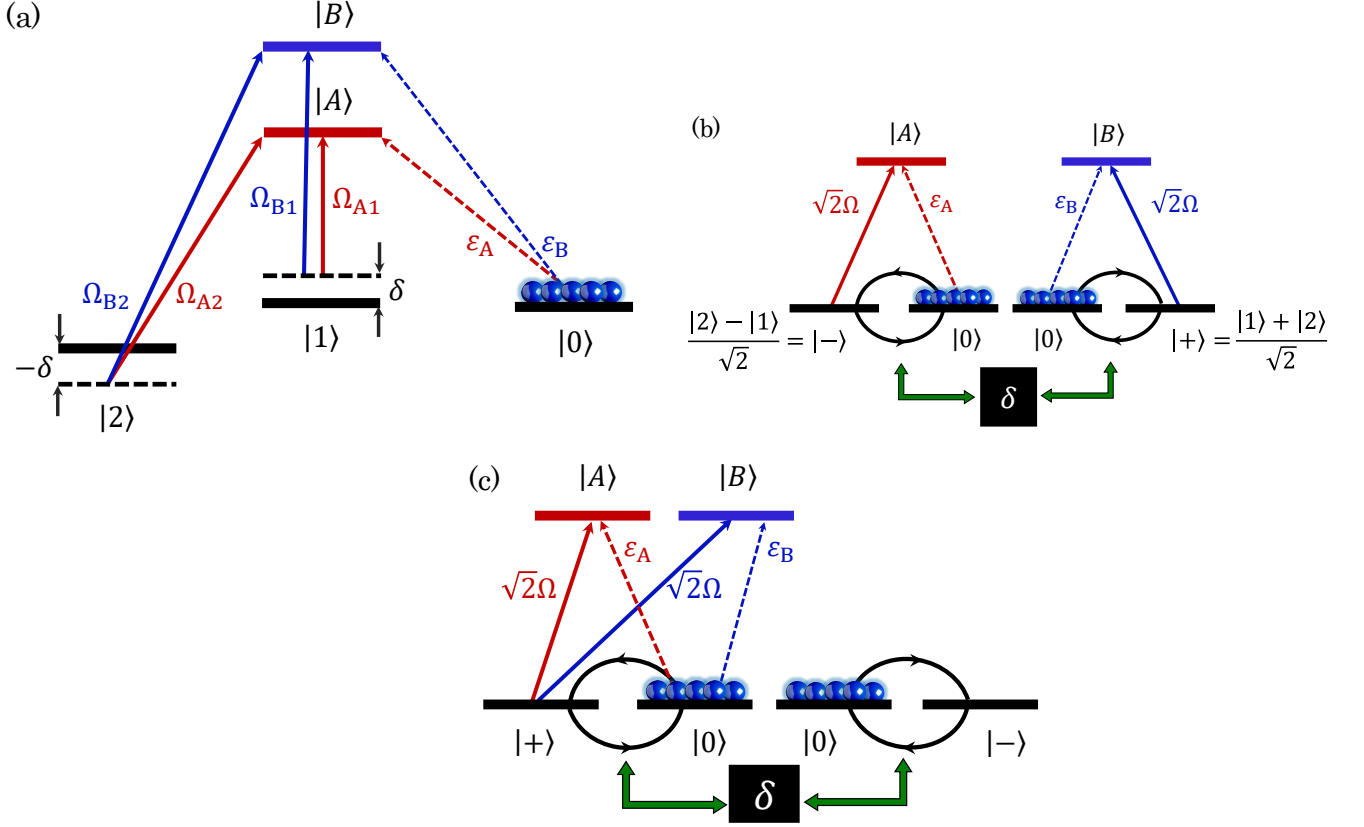 (a)
|B⟩
|A⟩
Ω_B1
Ω_A1
ε_A
ε_B
Ω_B2
Ω_A2
δ
|1⟩
|0⟩
−δ
|2⟩
(b)
|A⟩
|B⟩
√2Ω
ε_A
ε_B
√2Ω
(|2⟩ − |1⟩)/√2 = |−⟩
|0⟩
|0⟩
|+⟩ = (|1⟩ + |2⟩)/√2
δ
(c)
|A⟩
|B⟩
√2Ω
ε_A
√2Ω
ε_B
|+⟩
|0⟩
|0⟩
|−⟩
δ